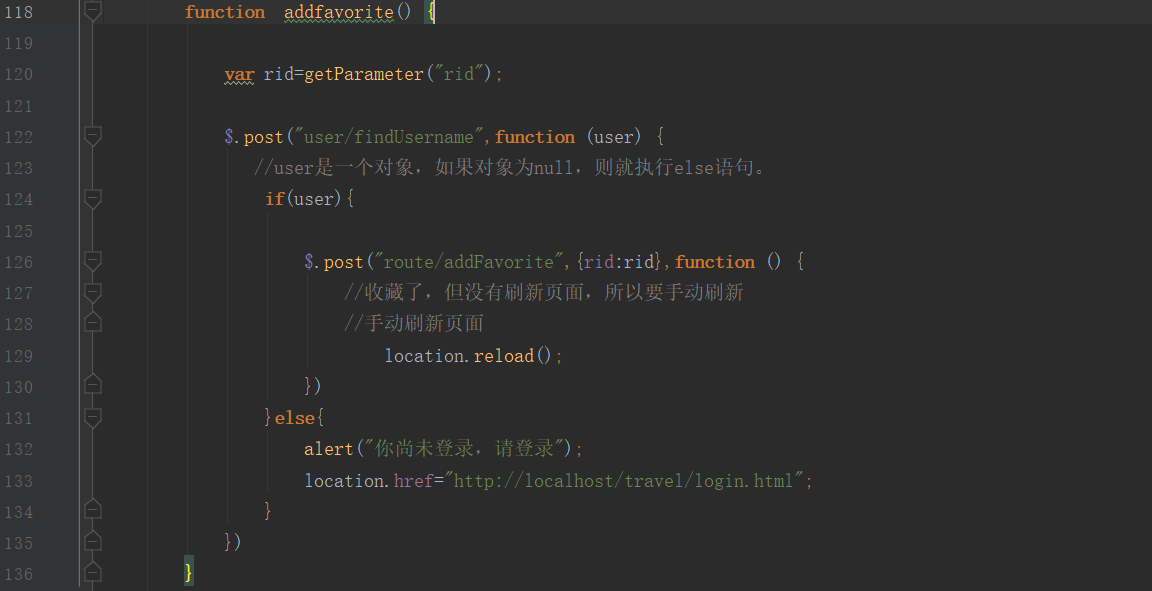 118 function  addfavorite() {
119
120 var rid=getParameter("rid");
121
122 $.post("user/findUsername",function (user) {
123 //user是一个对象，如果对象为null，则就执行else语句。
124 if(user){
125
126 $.post("route/addFavorite",{rid:rid},function () {
127 //收藏了，但没有刷新页面，所以要手动刷新
128 //手动刷新页面
129 location.reload();
130 })
131 }else{
132 alert("你尚未登录，请登录");
133 location.href="http://localhost/travel/login.html";
134 }
135 })
136 }